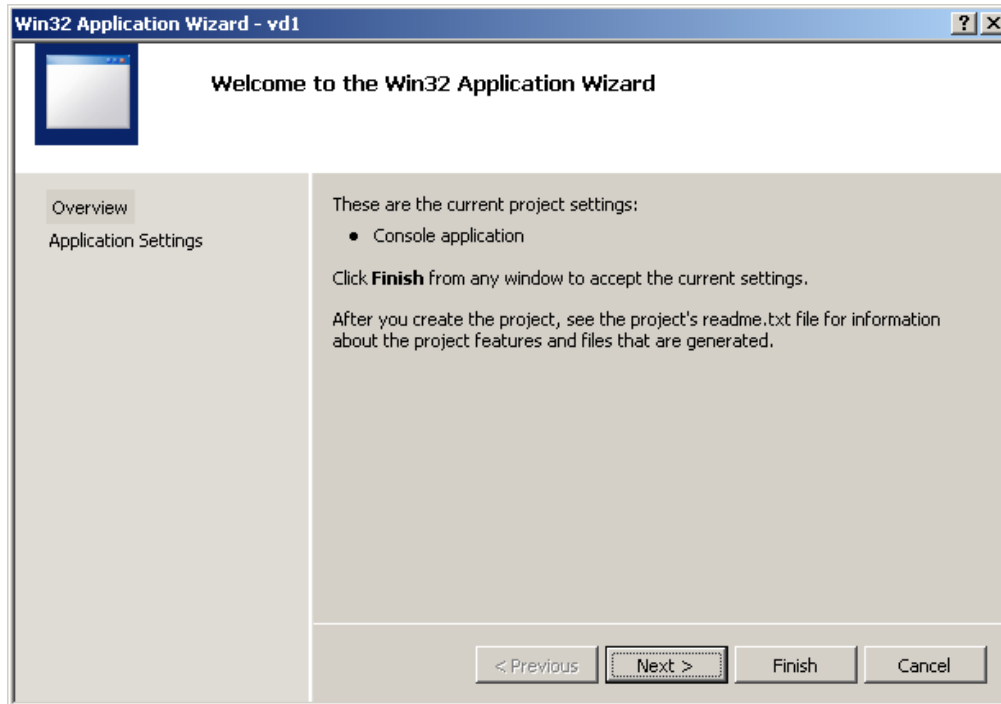 Win32 Application Wizard - vd1
Welcome to the Win32 Application Wizard
Overview
Application Settings
These are the current project settings:
• Console application
Click Finish from any window to accept the current settings.
After you create the project, see the project's readme.txt file for information
about the project features and files that are generated.
< Previous Next > Finish Cancel